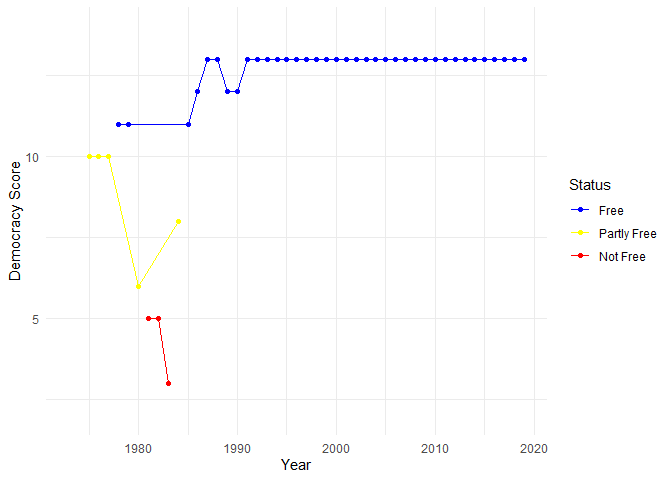 Democracy Score
10
5
1980
1990
2000
2010
2020
Year
Status
Free
Partly Free
Not Free